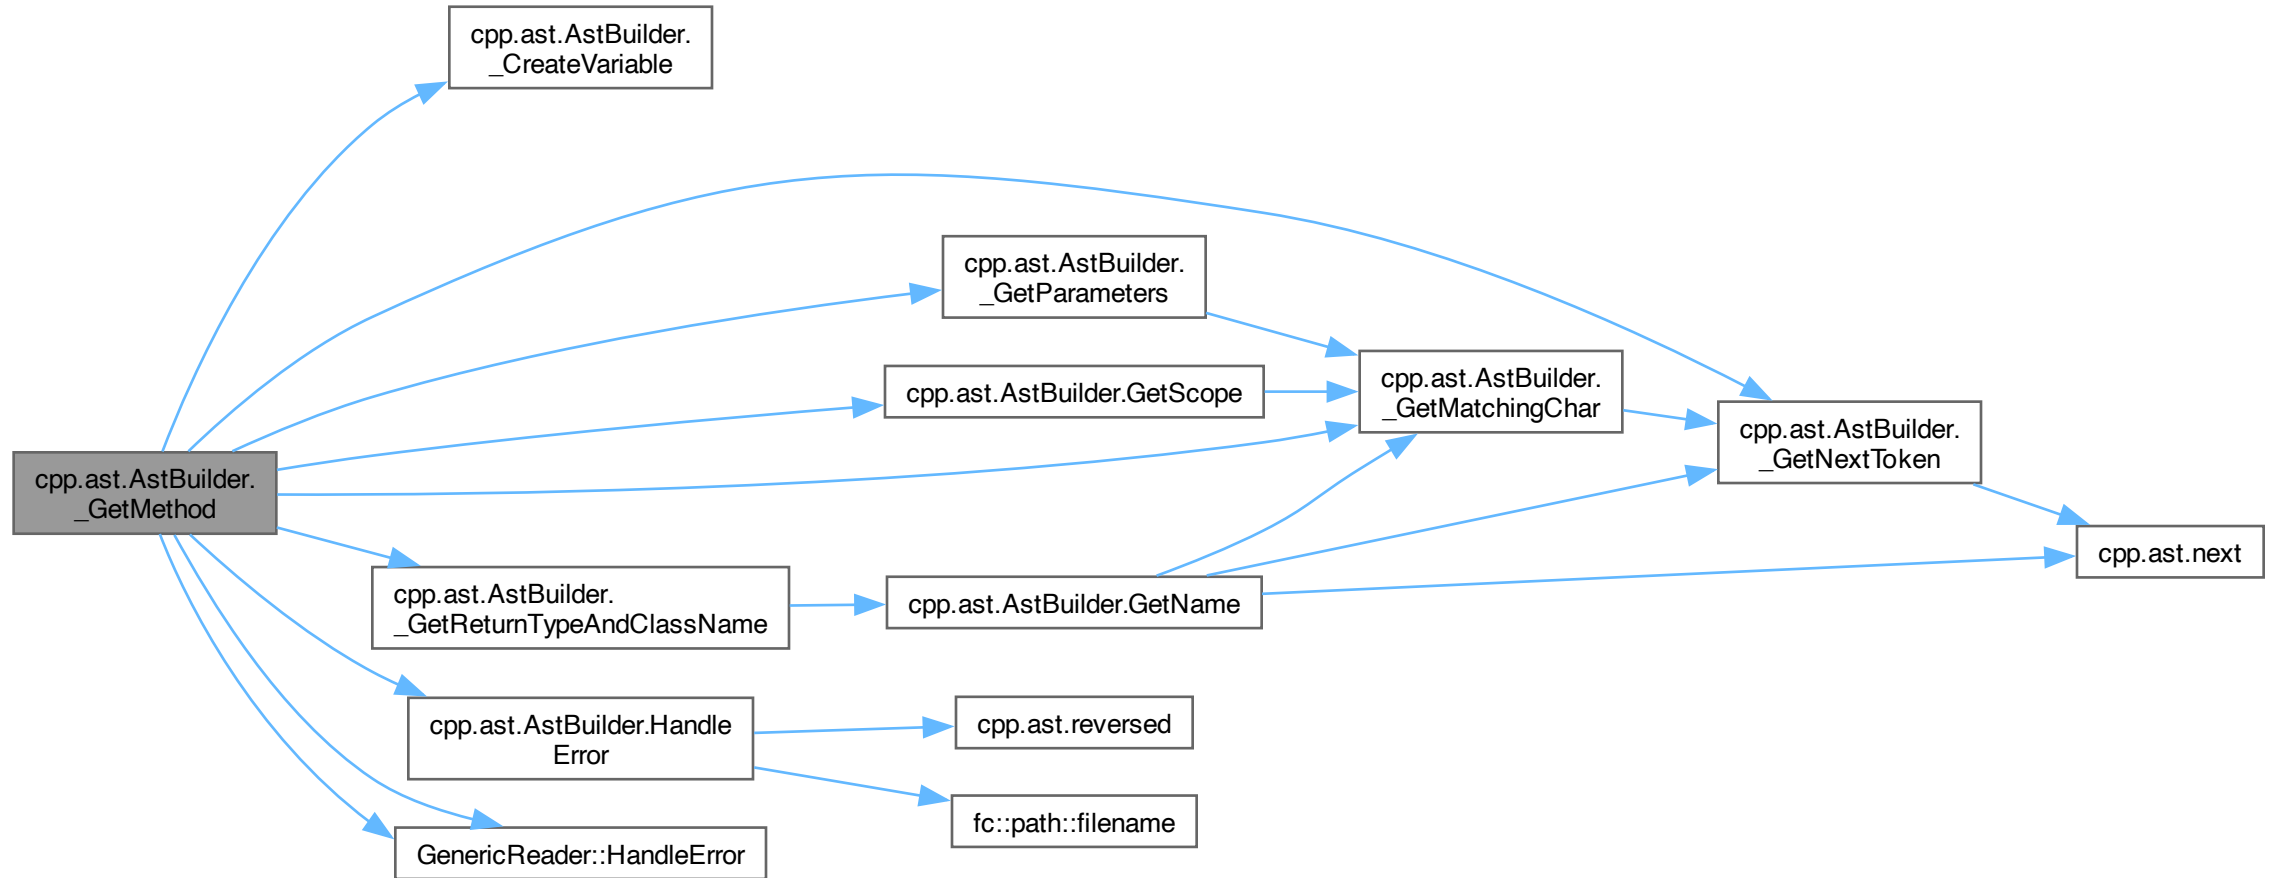 cpp.ast.AstBuilder.
_CreateVariable
cpp.ast.AstBuilder.
_GetParameters
cpp.ast.AstBuilder.GetScope
cpp.ast.AstBuilder.
_GetMatchingChar
cpp.ast.AstBuilder.
_GetNextToken
cpp.ast.AstBuilder.
_GetMethod
cpp.ast.next
cpp.ast.AstBuilder.
_GetReturnTypeAndClassName
cpp.ast.AstBuilder.GetName
cpp.ast.AstBuilder.Handle
Error
cpp.ast.reversed
fc::path::filename
GenericReader::HandleError